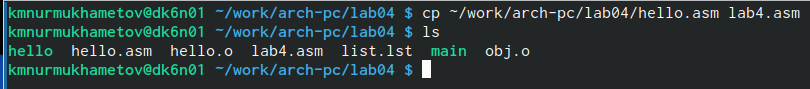 kmnurmukhametov@dk6n01 ~/work/arch-pc/lab04 $ cp ~/work/arch-pc/lab04/hello.asm lab4.asm
kmnurmukhametov@dk6n01 ~/work/arch-pc/lab04 $ ls
hello  hello.asm  hello.o  lab4.asm  list.lst  main  obj.o
kmnurmukhametov@dk6n01 ~/work/arch-pc/lab04 $